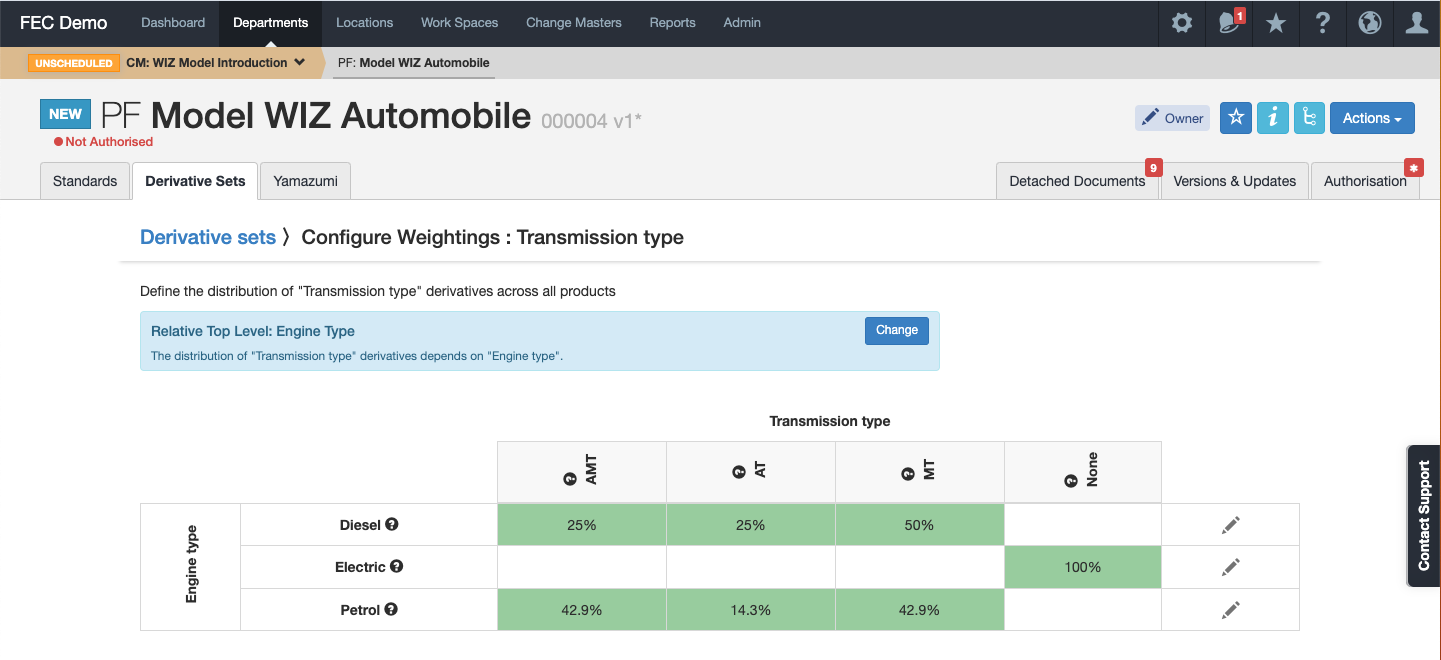 FEC Demo Dashboard Departments Locations Work Spaces Change Masters Reports Admin 1
UNSCHEDULED CM: WIZ Model Introduction PF: Model WIZ Automobile
NEW PF Model WIZ Automobile 000004 v1* Owner Actions
Not Authorised
Standards Derivative Sets Yamazumi Detached Documents 9 Versions & Updates Authorisation *
Derivative sets 〉 Configure Weightings : Transmission type
Define the distribution of "Transmission type" derivatives across all products
Relative Top Level: Engine Type Change
The distribution of "Transmission type" derivatives depends on "Engine type".
Transmission type
AMT AT MT None
Engine type
Diesel 25% 25% 50%
Electric 100%
Petrol 42.9% 14.3% 42.9%
Contact Support